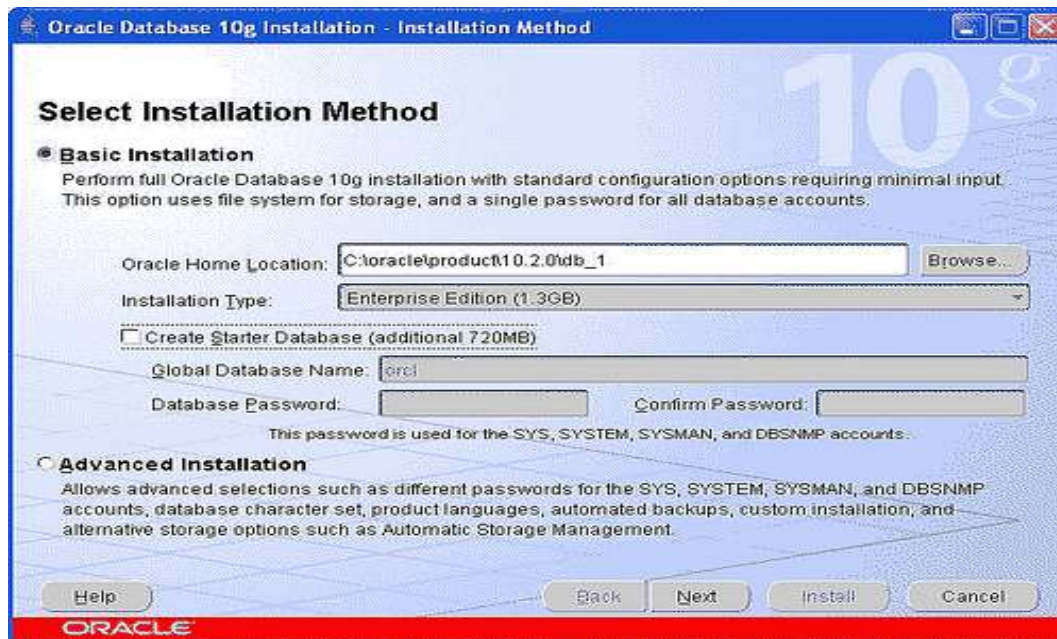 Oracle Database 10g Installation - Installation Method
10g
Select Installation Method
Basic Installation
Perform full Oracle Database 10g installation with standard configuration options requiring minimal input.
This option uses file system for storage, and a single password for all database accounts.
Oracle Home Location: C:\oracle\product\10.2.0\db_1 Browse...
Installation Type: Enterprise Edition (1.3GB)
Create Starter Database (additional 720MB)
Global Database Name: orcl
Database Password: Confirm Password:
This password is used for the SYS, SYSTEM, SYSMAN, and DBSNMP accounts.
Advanced Installation
Allows advanced selections such as different passwords for the SYS, SYSTEM, SYSMAN, and DBSNMP
accounts, database character set, product languages, automated backups, custom installation, and
alternative storage options such as Automatic Storage Management.
Help Back Next Install Cancel
ORACLE